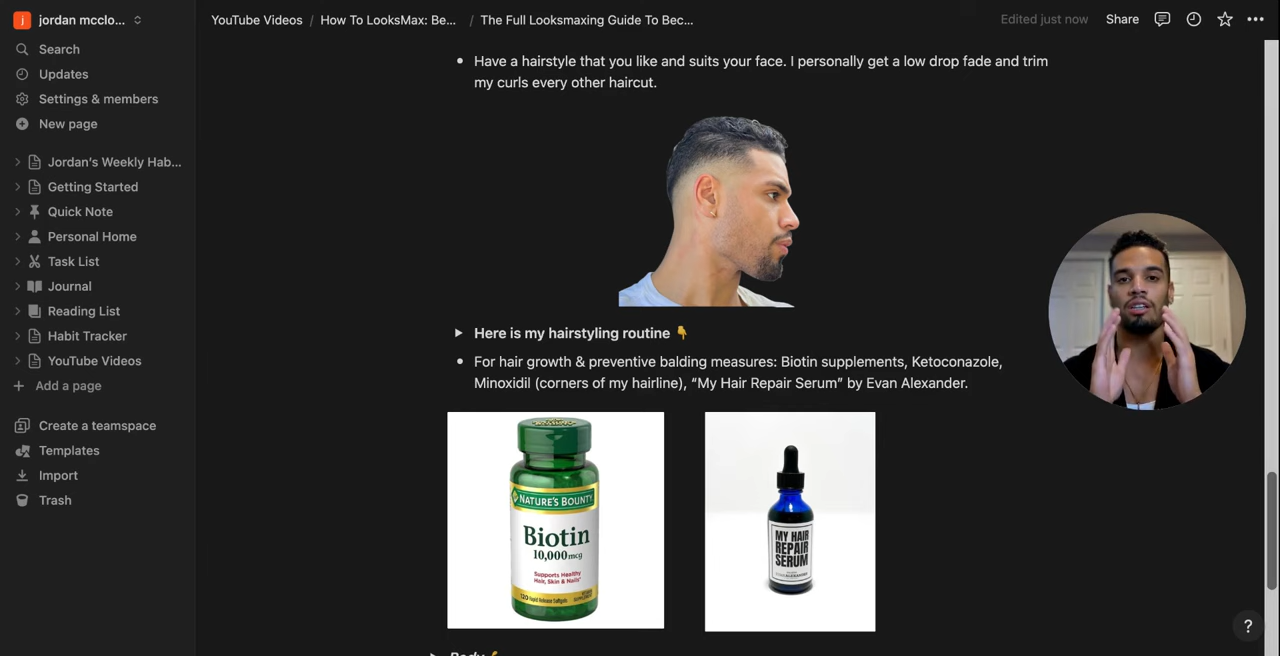 jordan mcclo...
YouTube Videos / How To LooksMax: Be... / The Full Looksmaxing Guide To Bec...
Edited just now
Share
Search
Updates
Settings & members
New page
Jordan's Weekly Hab...
Getting Started
Quick Note
Personal Home
Task List
Journal
Reading List
Habit Tracker
YouTube Videos
Add a page
Create a teamspace
Templates
Import
Trash
Have a hairstyle that you like and suits your face. I personally get a low drop fade and trim
my curls every other haircut.
Here is my hairstyling routine 👇
For hair growth & preventive balding measures: Biotin supplements, Ketoconazole,
Minoxidil (corners of my hairline), “My Hair Repair Serum” by Evan Alexander.
NATURE'S BOUNTY
Biotin
10,000 mcg
Supports Healthy
Hair, Skin & Nails
120 Rapid Release Softgels
MY HAIR
REPAIR
SERUM
Body
?